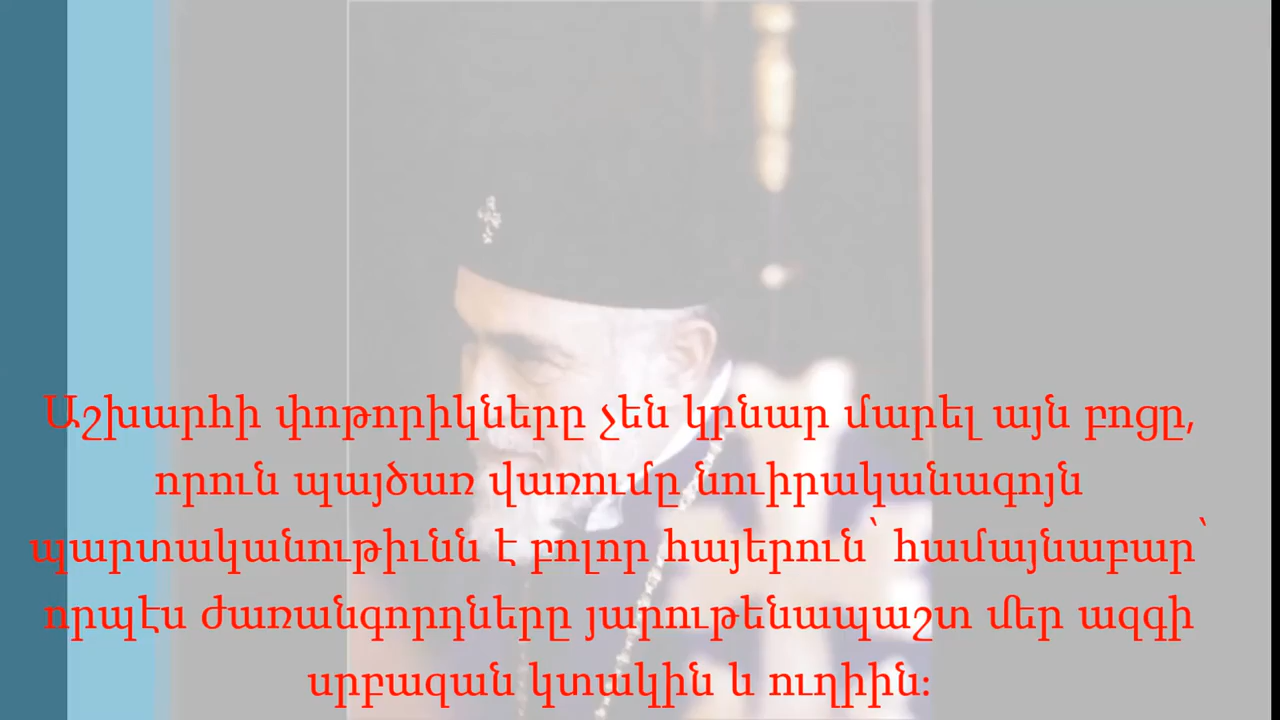 Աշխարհի փոթորիկները չեն կրնար մարել այն բոցը,
որուն պայծառ վառումը նուիրականագոյն
պարտականութիւնն է բոլոր հայերուն՝ համայնաբար՝
որպէս ժառանգորդները յարութենապաշտ մեր ազգի
սրբազան կտակին և ուղիին։